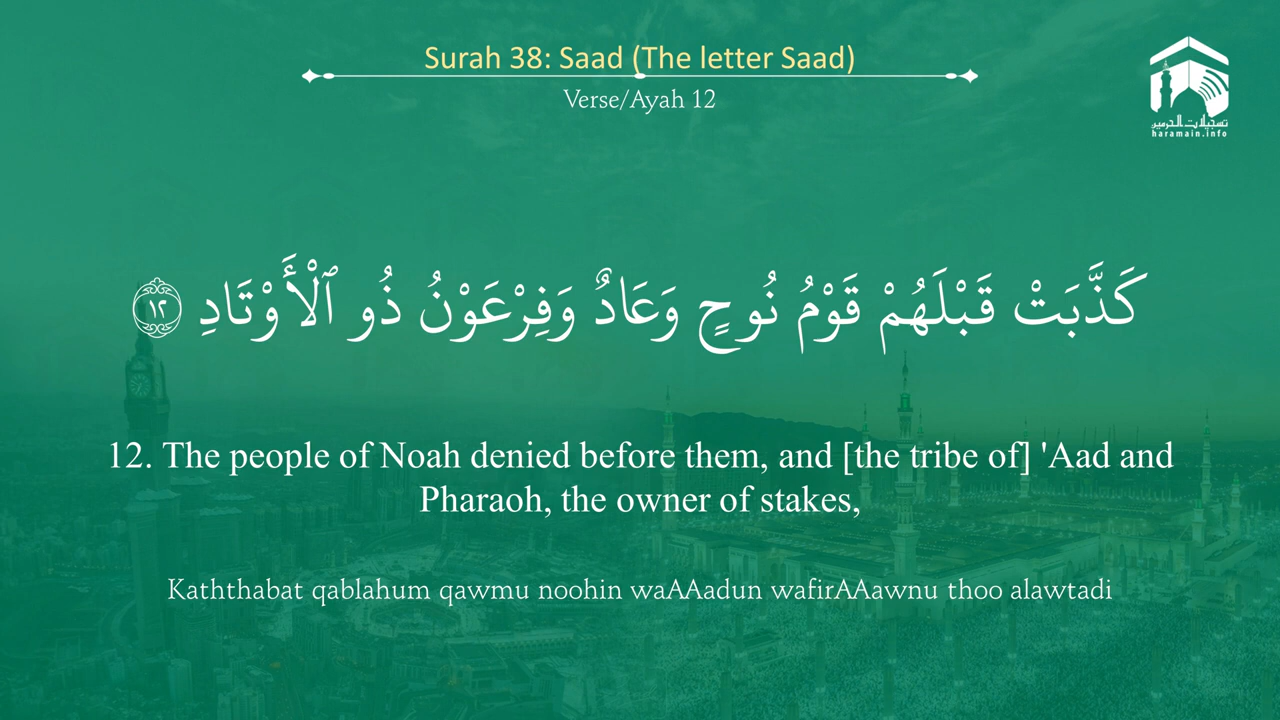 Surah 38: Saad (The letter Saad)
Verse/Ayah 12
تسجيلات الحرمين
haramain.info
كَذَّبَتْ قَبْلَهُمْ قَوْمُ نُوحٍ وَعَادٌ وَفِرْعَوْنُ ذُو ٱلْأَوْتَادِ ١٢
12. The people of Noah denied before them, and [the tribe of] 'Aad and
Pharaoh, the owner of stakes,
Kaththabat qablahum qawmu noohin waAAadun wafirAAawnu thoo alawtadi